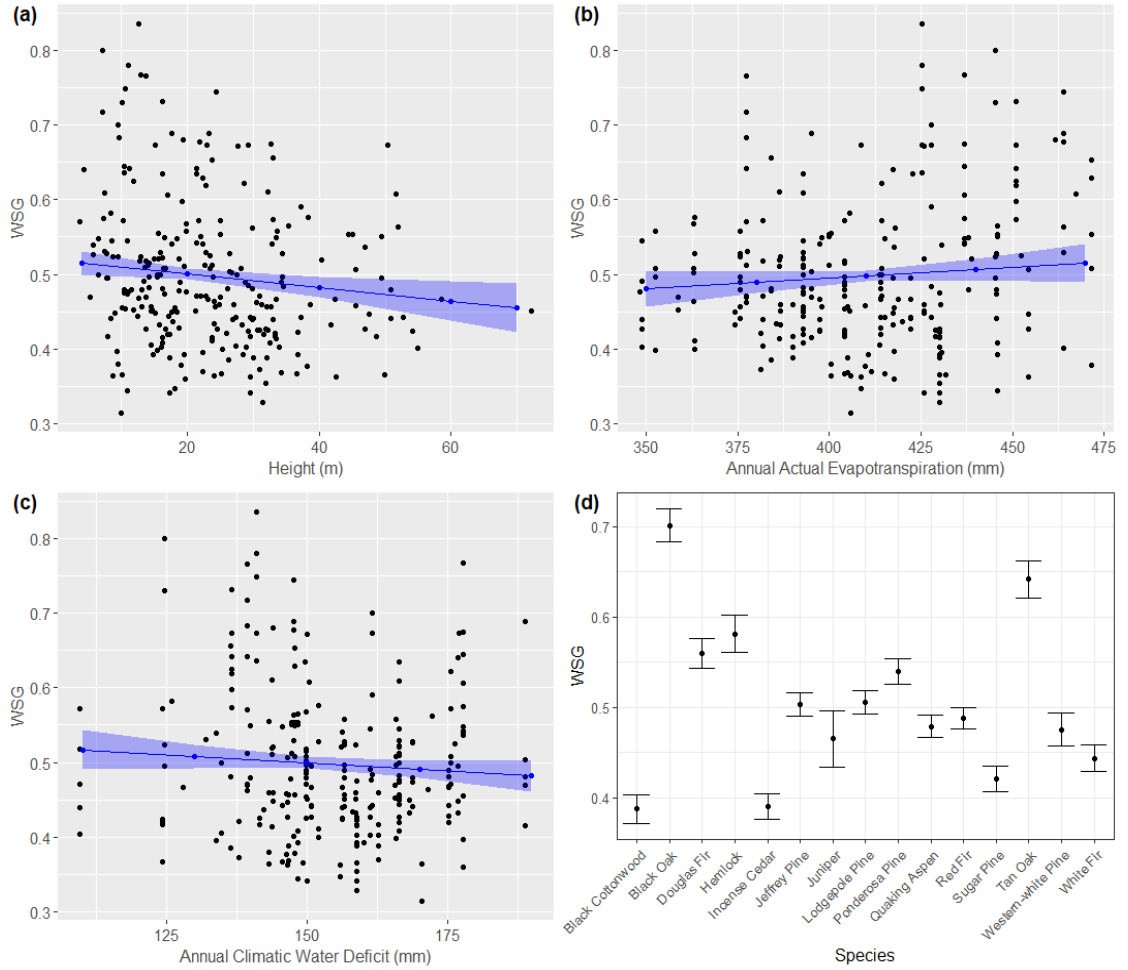 (a)
WSG
0.8
0.7
0.6
0.5
0.4
0.3
20
40
60
Height (m)
(b)
WSG
0.8
0.7
0.6
0.5
0.4
0.3
350
375
400
425
450
475
Annual Actual Evapotranspiration (mm)
(c)
WSG
0.8
0.7
0.6
0.5
0.4
0.3
125
150
175
Annual Climatic Water Deficit (mm)
(d)
WSG
0.7
0.6
0.5
0.4
Black Cottonwood
Black Oak
Douglas Fir
Hemlock
Incense Cedar
Jeffrey Pine
Juniper
Lodgepole Pine
Ponderosa Pine
Quaking Aspen
Red Fir
Sugar Pine
Tan Oak
Western-white Pine
White Fir
Species